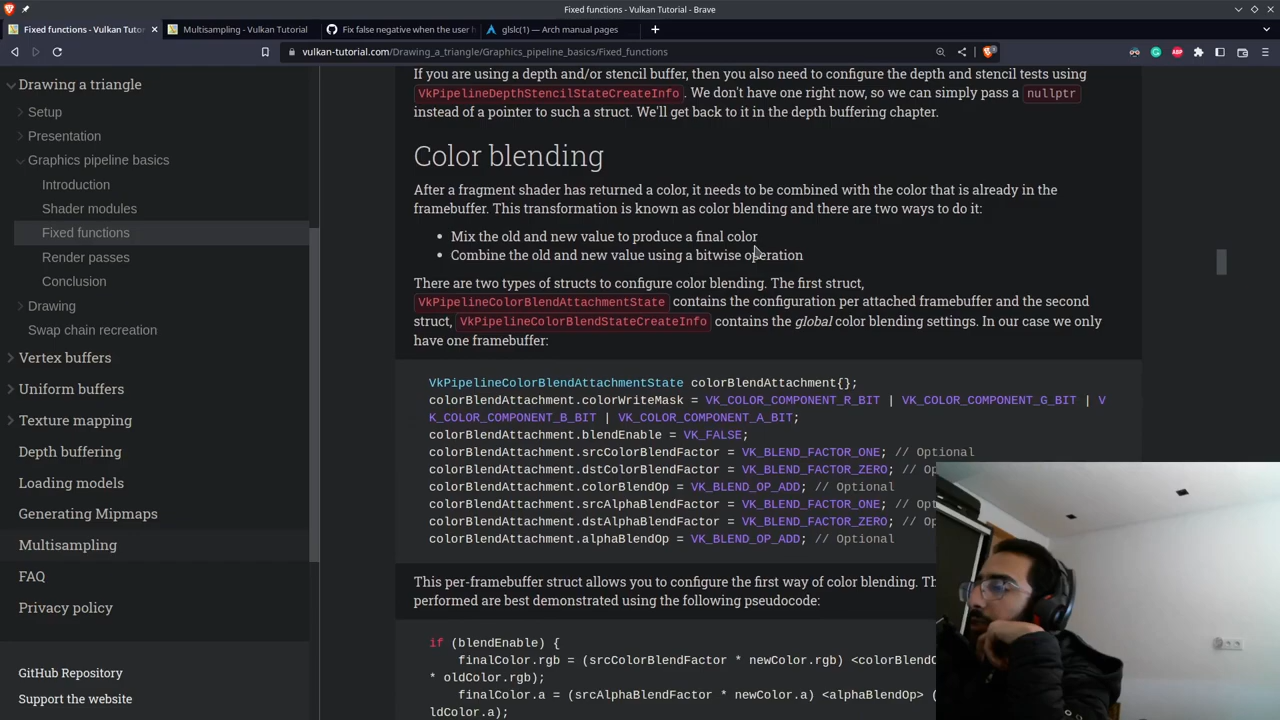 Fixed functions - Vulkan Tutorial - Brave
Fixed functions - Vulkan Tutor
Multisampling - Vulkan Tutorial
Fix false negative when the user h
glslc(1) — Arch manual pages
vulkan-tutorial.com/Drawing_a_triangle/Graphics_pipeline_basics/Fixed_functions
Drawing a triangle
Setup
Presentation
Graphics pipeline basics
Introduction
Shader modules
Fixed functions
Render passes
Conclusion
Drawing
Swap chain recreation
Vertex buffers
Uniform buffers
Texture mapping
Depth buffering
Loading models
Generating Mipmaps
Multisampling
FAQ
Privacy policy
GitHub Repository
Support the website
If you are using a depth and/or stencil buffer, then you also need to configure the depth and stencil tests using
VkPipelineDepthStencilStateCreateInfo. We don't have one right now, so we can simply pass a nullptr
instead of a pointer to such a struct. We'll get back to it in the depth buffering chapter.
Color blending
After a fragment shader has returned a color, it needs to be combined with the color that is already in the
framebuffer. This transformation is known as color blending and there are two ways to do it:
• Mix the old and new value to produce a final color
• Combine the old and new value using a bitwise operation
There are two types of structs to configure color blending. The first struct,
VkPipelineColorBlendAttachmentState contains the configuration per attached framebuffer and the second
struct, VkPipelineColorBlendStateCreateInfo contains the global color blending settings. In our case we only
have one framebuffer:
VkPipelineColorBlendAttachmentState colorBlendAttachment{};
colorBlendAttachment.colorWriteMask = VK_COLOR_COMPONENT_R_BIT | VK_COLOR_COMPONENT_G_BIT | V
K_COLOR_COMPONENT_B_BIT | VK_COLOR_COMPONENT_A_BIT;
colorBlendAttachment.blendEnable = VK_FALSE;
colorBlendAttachment.srcColorBlendFactor = VK_BLEND_FACTOR_ONE; // Optional
colorBlendAttachment.dstColorBlendFactor = VK_BLEND_FACTOR_ZERO; // Op
colorBlendAttachment.colorBlendOp = VK_BLEND_OP_ADD; // Optional
colorBlendAttachment.srcAlphaBlendFactor = VK_BLEND_FACTOR_ONE; // Opt
colorBlendAttachment.dstAlphaBlendFactor = VK_BLEND_FACTOR_ZERO; // Op
colorBlendAttachment.alphaBlendOp = VK_BLEND_OP_ADD; // Optional
This per-framebuffer struct allows you to configure the first way of color blending. Th
performed are best demonstrated using the following pseudocode:
if (blendEnable) {
finalColor.rgb = (srcColorBlendFactor * newColor.rgb) <colorBlend
* oldColor.rgb);
finalColor.a = (srcAlphaBlendFactor * newColor.a) <alphaBlendOp> (
ldColor.a);